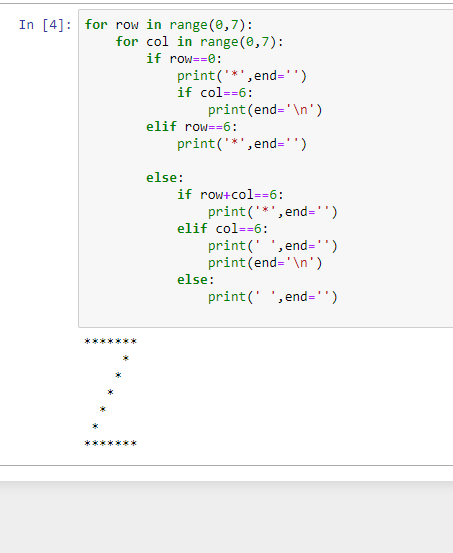 In [4]: for row in range(0,7):
    for col in range(0,7):
        if row==0:
            print('*',end='')
            if col==6:
                print(end='\n')
        elif row==6:
            print('*',end='')

        else:
            if row+col==6:
                print('*',end='')
            elif col==6:
                print(' ',end='')
                print(end='\n')
            else:
                print(' ',end='')
*******
     *
    *
   *
  *
 *
*******